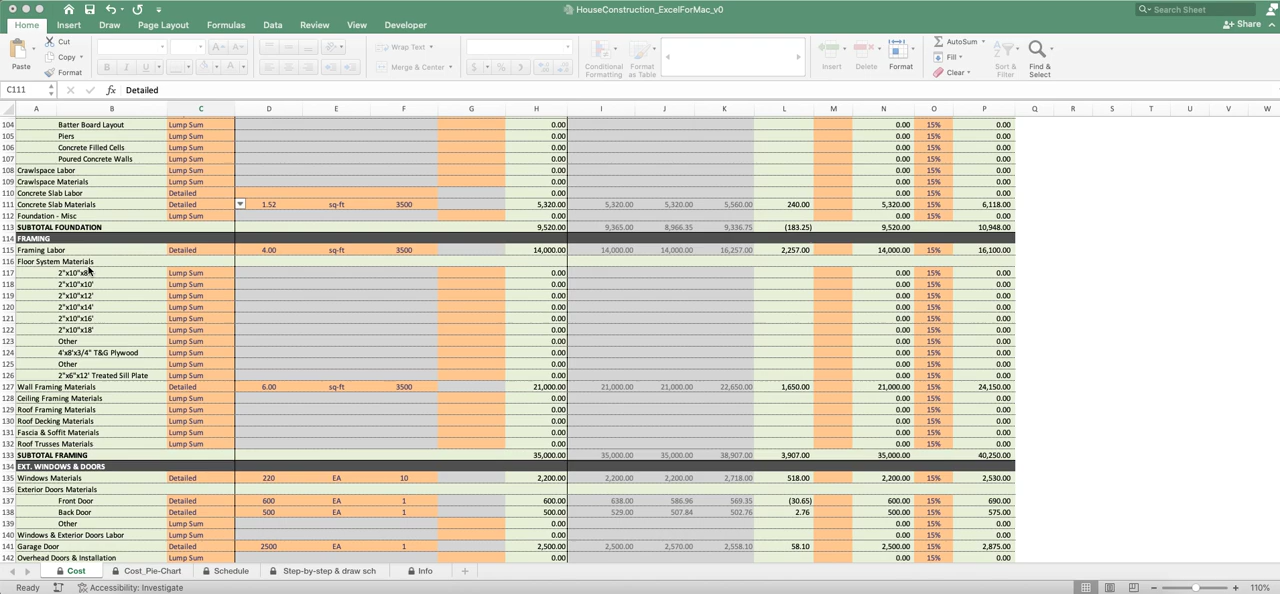 HouseConstruction_ExcelForMac_v0
Search Sheet
Home Insert Draw Page Layout Formulas Data Review View Developer
Share
Paste Cut Copy Format
B I U
Wrap Text
Merge & Center
$ %
Conditional Formatting Format as Table
Insert Delete Format
AutoSum Fill Clear
Sort & Filter Find & Select
C111 fx Detailed
A B C D E F G H I J K L M N O P Q R S T U V W
104 Batter Board Layout Lump Sum 0.00 0.00 15% 0.00
105 Piers Lump Sum 0.00 0.00 15% 0.00
106 Concrete Filled Cells Lump Sum 0.00 0.00 15% 0.00
107 Poured Concrete Walls Lump Sum 0.00 0.00 15% 0.00
108 Crawlspace Labor Lump Sum 0.00 0.00 15% 0.00
109 Crawlspace Materials Lump Sum 0.00 0.00 15% 0.00
110 Concrete Slab Labor Detailed 0.00 0.00 15% 0.00
111 Concrete Slab Materials Detailed 1.52 sq-ft 3500 5,320.00 5,320.00 5,320.00 5,560.00 240.00 5,320.00 15% 6,118.00
112 Foundation - Misc Lump Sum 0.00 0.00 15% 0.00
113 SUBTOTAL FOUNDATION 9,520.00 9,365.00 8,966.35 9,336.75 (183.25) 9,520.00 10,948.00
114 FRAMING
115 Framing Labor Detailed 4.00 sq-ft 3500 14,000.00 14,000.00 14,000.00 16,257.00 2,257.00 14,000.00 15% 16,100.00
116 Floor System Materials
117 2"x10"x8' Lump Sum 0.00 0.00 15% 0.00
118 2"x10"x10' Lump Sum 0.00 0.00 15% 0.00
119 2"x10"x12' Lump Sum 0.00 0.00 15% 0.00
120 2"x10"x14' Lump Sum 0.00 0.00 15% 0.00
121 2"x10"x16' Lump Sum 0.00 0.00 15% 0.00
122 2"x10"x18' Lump Sum 0.00 0.00 15% 0.00
123 Other Lump Sum 0.00 0.00 15% 0.00
124 4'x8'x3/4" T&G Plywood Lump Sum 0.00 0.00 15% 0.00
125 Other Lump Sum 0.00 0.00 15% 0.00
126 2"x6"x12' Treated Sill Plate Lump Sum 0.00 0.00 15% 0.00
127 Wall Framing Materials Detailed 6.00 sq-ft 3500 21,000.00 21,000.00 21,000.00 22,650.00 1,650.00 21,000.00 15% 24,150.00
128 Ceiling Framing Materials Lump Sum 0.00 0.00 15% 0.00
129 Roof Framing Materials Lump Sum 0.00 0.00 15% 0.00
130 Roof Decking Materials Lump Sum 0.00 0.00 15% 0.00
131 Fascia & Soffit Materials Lump Sum 0.00 0.00 15% 0.00
132 Roof Trusses Materials Lump Sum 0.00 0.00 15% 0.00
133 SUBTOTAL FRAMING 35,000.00 35,000.00 35,000.00 38,907.00 3,907.00 35,000.00 40,250.00
134 EXT. WINDOWS & DOORS
135 Windows Materials Detailed 220 EA 10 2,200.00 2,200.00 2,200.00 2,718.00 518.00 2,200.00 15% 2,530.00
136 Exterior Doors Materials
137 Front Door Detailed 600 EA 1 600.00 638.00 586.96 569.35 (30.65) 600.00 15% 690.00
138 Back Door Detailed 500 EA 1 500.00 529.00 507.84 502.76 2.76 500.00 15% 575.00
139 Other Lump Sum 0.00 0.00 15% 0.00
140 Windows & Exterior Doors Labor Lump Sum 0.00 0.00 15% 0.00
141 Garage Door Detailed 2500 EA 1 2,500.00 2,500.00 2,570.00 2,558.10 58.10 2,500.00 15% 2,875.00
142 Overhead Doors & Installation Lump Sum 0.00 0.00 15% 0.00
Cost Cost_Pie-Chart Schedule Step-by-step & draw sch Info +
Ready Accessibility: Investigate 110%